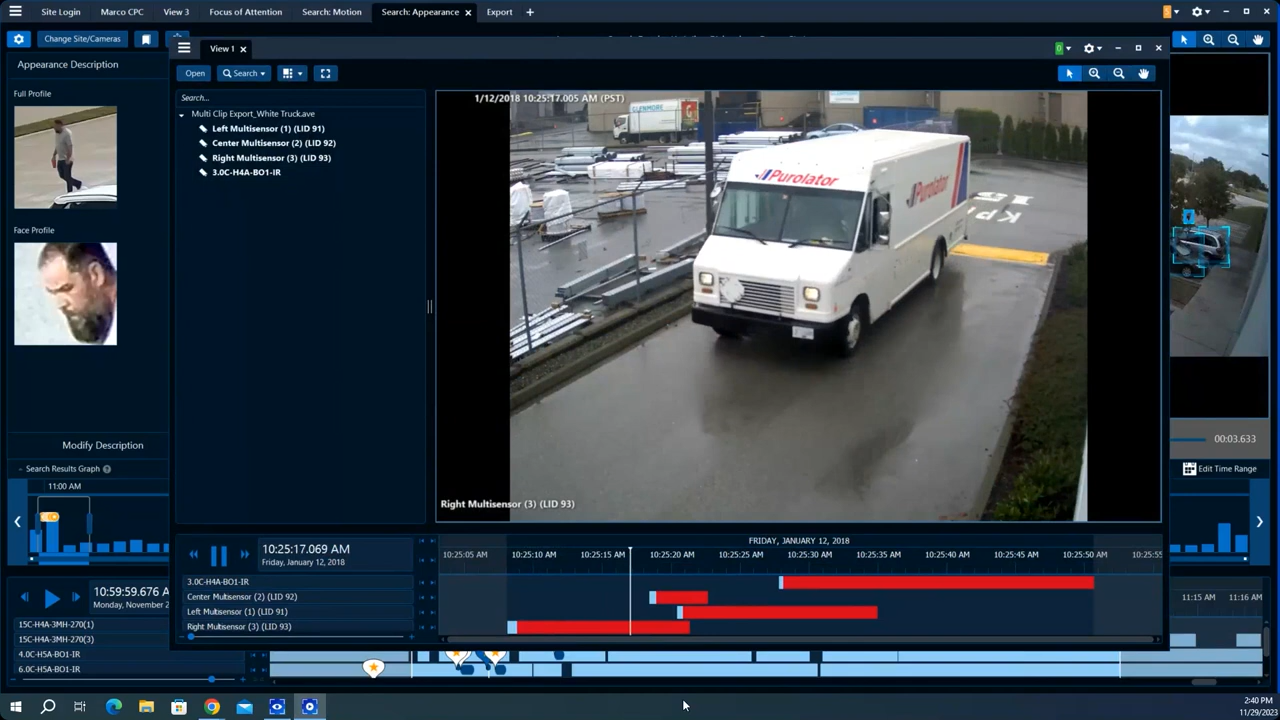 Site Login
Marco CPC
View 3
Focus of Attention
Search: Motion
Search: Appearance
Export
Change Site/Cameras
Appearance Description
Full Profile
Face Profile
Modify Description
Search Results Graph
11:00 AM
View 1
0
Open
Search
Search...
Multi Clip Export_White Truck.ave
Left Multisensor (1) (LID 91)
Center Multisensor (2) (LID 92)
Right Multisensor (3) (LID 93)
3.0C-H4A-BO1-IR
1/12/2018 10:25:17.005 AM (PST)
GLENMORE
Purolator
Purolator
15
KPH
Right Multisensor (3) (LID 93)
00:03.633
Edit Time Range
10:25:17.069 AM
Friday, January 12, 2018
FRIDAY, JANUARY 12, 2018
10:25:05 AM
10:25:10 AM
10:25:15 AM
10:25:20 AM
10:25:25 AM
10:25:30 AM
10:25:35 AM
10:25:40 AM
10:25:45 AM
10:25:50 AM
10:25:55
3.0C-H4A-BO1-IR
Center Multisensor (2) (LID 92)
Left Multisensor (1) (LID 91)
Right Multisensor (3) (LID 93)
10:59:59.676 A
Monday, November 2
11:15 AM
11:16 AM
15C-H4A-3MH-270(1)
15C-H4A-3MH-270(3)
4.0C-H5A-BO1-IR
6.0C-H5A-BO1-IR
2:40 PM
11/29/2023